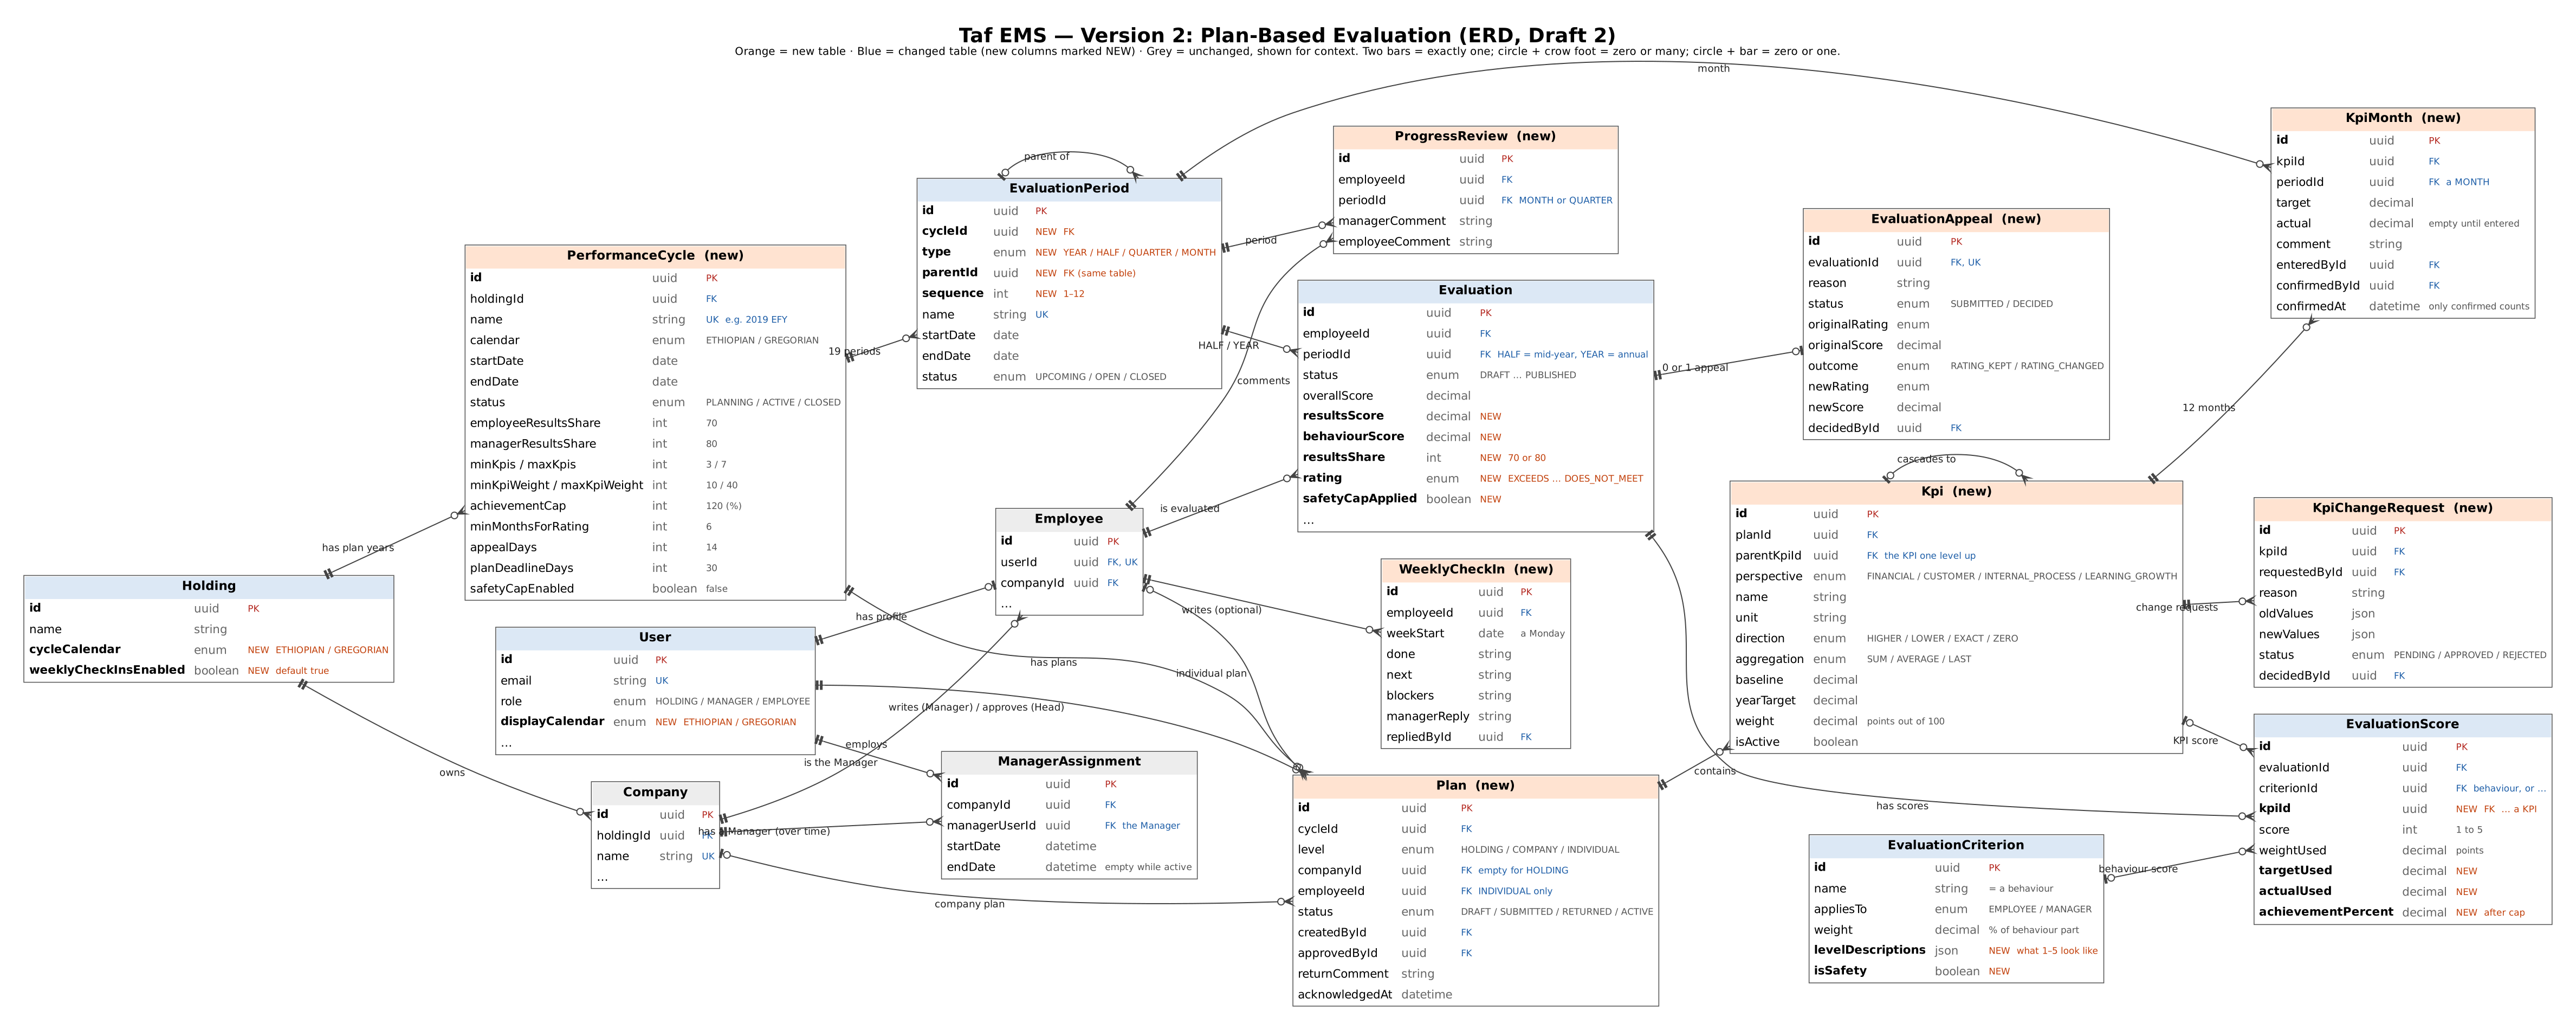 Taf EMS — Version 2: Plan-Based Evaluation (ERD, Draft 2)
Orange = new table · Blue = changed table (new columns marked NEW) · Grey = unchanged, shown for context. Two bars = exactly one; circle + crow foot = zero or many; circle + bar = zero or one.
month
KpiMonth (new)
id uuid PK
kpiId uuid FK
periodId uuid FK a MONTH
target decimal
actual decimal empty until entered
comment string
enteredById uuid FK
confirmedById uuid FK
confirmedAt datetime only confirmed counts
ProgressReview (new)
id uuid PK
employeeId uuid FK
periodId uuid FK MONTH or QUARTER
managerComment string
employeeComment string
parent of
EvaluationPeriod
id uuid PK
cycleId uuid NEW FK
type enum NEW YEAR / HALF / QUARTER / MONTH
parentId uuid NEW FK (same table)
sequence int NEW 1–12
name string UK
startDate date
endDate date
status enum UPCOMING / OPEN / CLOSED
period
EvaluationAppeal (new)
id uuid PK
evaluationId uuid FK, UK
reason string
status enum SUBMITTED / DECIDED
originalRating enum
originalScore decimal
outcome enum RATING_KEPT / RATING_CHANGED
newRating enum
newScore decimal
decidedById uuid FK
PerformanceCycle (new)
id uuid PK
holdingId uuid FK
name string UK e.g. 2019 EFY
calendar enum ETHIOPIAN / GREGORIAN
startDate date
endDate date
status enum PLANNING / ACTIVE / CLOSED
employeeResultsShare int 70
managerResultsShare int 80
minKpis / maxKpis int 3 / 7
minKpiWeight / maxKpiWeight int 10 / 40
achievementCap int 120 (%)
minMonthsForRating int 6
appealDays int 14
planDeadlineDays int 30
safetyCapEnabled boolean false
19 periods
HALF / YEAR
comments
Evaluation
id uuid PK
employeeId uuid FK
periodId uuid FK HALF = mid-year, YEAR = annual
status enum DRAFT … PUBLISHED
overallScore decimal
resultsScore decimal NEW
behaviourScore decimal NEW
resultsShare int NEW 70 or 80
rating enum NEW EXCEEDS … DOES_NOT_MEET
safetyCapApplied boolean NEW
...
0 or 1 appeal
12 months
cascades to
Kpi (new)
id uuid PK
planId uuid FK
parentKpiId uuid FK the KPI one level up
perspective enum FINANCIAL / CUSTOMER / INTERNAL_PROCESS / LEARNING_GROWTH
name string
unit string
direction enum HIGHER / LOWER / EXACT / ZERO
aggregation enum SUM / AVERAGE / LAST
baseline decimal
yearTarget decimal
weight decimal points out of 100
isActive boolean
KpiChangeRequest (new)
id uuid PK
kpiId uuid FK
requestedById uuid FK
reason string
oldValues json
newValues json
status enum PENDING / APPROVED / REJECTED
decidedById uuid FK
change requests
is evaluated
Employee
id uuid PK
userId uuid FK, UK
companyId uuid FK
...
has plan years
Holding
id uuid PK
name string
cycleCalendar enum NEW ETHIOPIAN / GREGORIAN
weeklyCheckInsEnabled boolean NEW default true
WeeklyCheckIn (new)
id uuid PK
employeeId uuid FK
weekStart date a Monday
done string
next string
blockers string
managerReply string
repliedById uuid FK
writes (optional)
has profile
User
id uuid PK
email string UK
role enum HOLDING / MANAGER / EMPLOYEE
displayCalendar enum NEW ETHIOPIAN / GREGORIAN
...
has plans
individual plan
writes (Manager) / approves (Head)
employs
is the Manager
owns
ManagerAssignment
id uuid PK
companyId uuid FK
managerUserId uuid FK the Manager
startDate datetime
endDate datetime empty while active
Company
id uuid PK
holdingId uuid FK
name string UK
...
has a Manager (over time)
company plan
Plan (new)
id uuid PK
cycleId uuid FK
level enum HOLDING / COMPANY / INDIVIDUAL
companyId uuid FK empty for HOLDING
employeeId uuid FK INDIVIDUAL only
status enum DRAFT / SUBMITTED / RETURNED / ACTIVE
createdById uuid FK
approvedById uuid FK
returnComment string
acknowledgedAt datetime
contains
KPI score
has scores
EvaluationScore
id uuid PK
evaluationId uuid FK
criterionId uuid FK behaviour, or ...
kpiId uuid NEW FK ... a KPI
score int 1 to 5
weightUsed decimal points
targetUsed decimal NEW
actualUsed decimal NEW
achievementPercent decimal NEW after cap
behaviour score
EvaluationCriterion
id uuid PK
name string = a behaviour
appliesTo enum EMPLOYEE / MANAGER
weight decimal % of behaviour part
levelDescriptions json NEW what 1–5 look like
isSafety boolean NEW